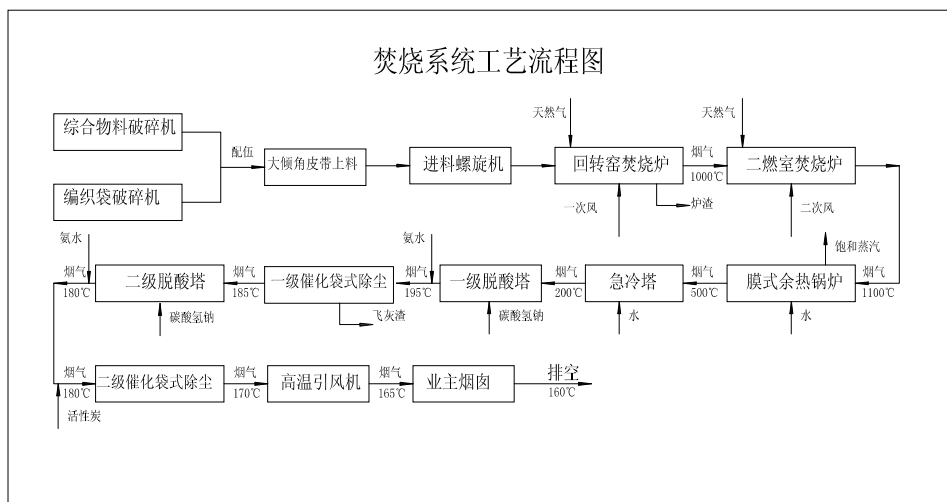 焚烧系统工艺流程图
综合物料破碎机
编织袋破碎机
配伍
大倾角皮带上料
进料螺旋机
天然气
回转窑焚烧炉
一次风
炉渣
烟气
1000℃
天然气
二燃室焚烧炉
二次风
饱和蒸汽
烟气
1100℃
膜式余热锅炉
水
烟气
500℃
急冷塔
水
烟气
200℃
一级脱酸塔
碳酸氢钠
氨水
烟气
195℃
一级催化袋式除尘
飞灰渣
烟气
185℃
二级脱酸塔
碳酸氢钠
氨水
烟气
180℃
烟气
180℃
活性炭
二级催化袋式除尘
烟气
170℃
高温引风机
烟气
165℃
业主烟囱
排空
160℃